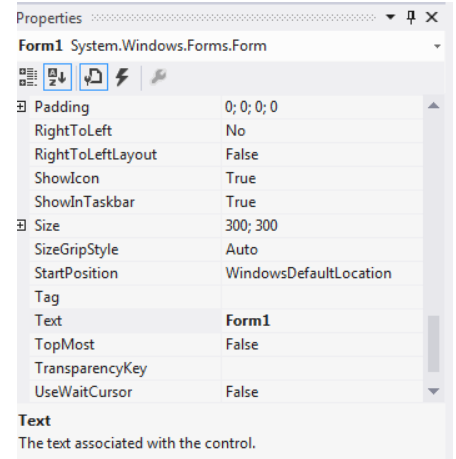 Properties
Form1 System.Windows.Forms.Form
Padding 0; 0; 0; 0
RightToLeft No
RightToLeftLayout False
ShowIcon True
ShowInTaskbar True
Size 300; 300
SizeGripStyle Auto
StartPosition WindowsDefaultLocation
Tag
Text Form1
TopMost False
TransparencyKey
UseWaitCursor False
Text
The text associated with the control.